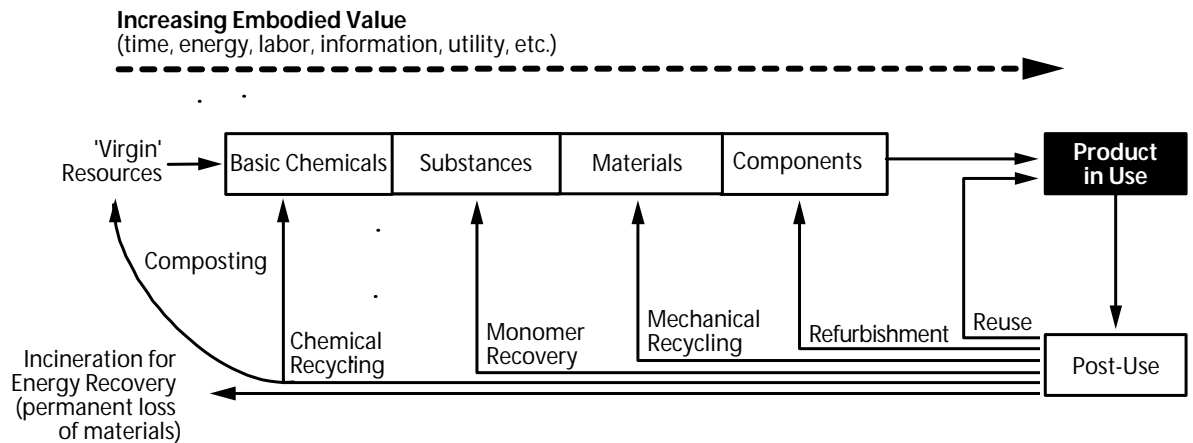 Increasing Embodied Value
(time, energy, labor, information, utility, etc.)
'Virgin'
Resources
Basic Chemicals
Substances
Materials
Components
Product
in Use
Composting
Chemical
Recycling
Monomer
Recovery
Mechanical
Recycling
Refurbishment
Reuse
Post-Use
Incineration for
Energy Recovery
(permanent loss
of materials)